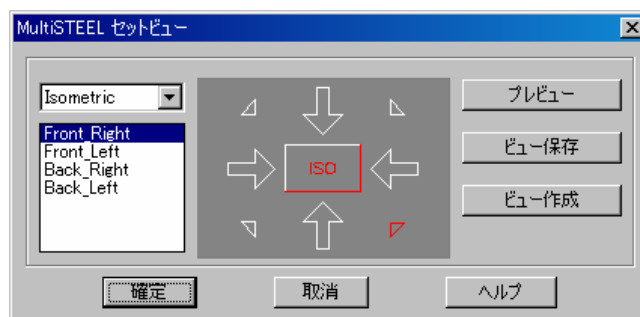 MultiSTEEL セットビュー
Isometric
Front_Right
Front_Left
Back_Right
Back_Left
ISO
プレビュー
ビュー保存
ビュー作成
確定
取消
ヘルプ